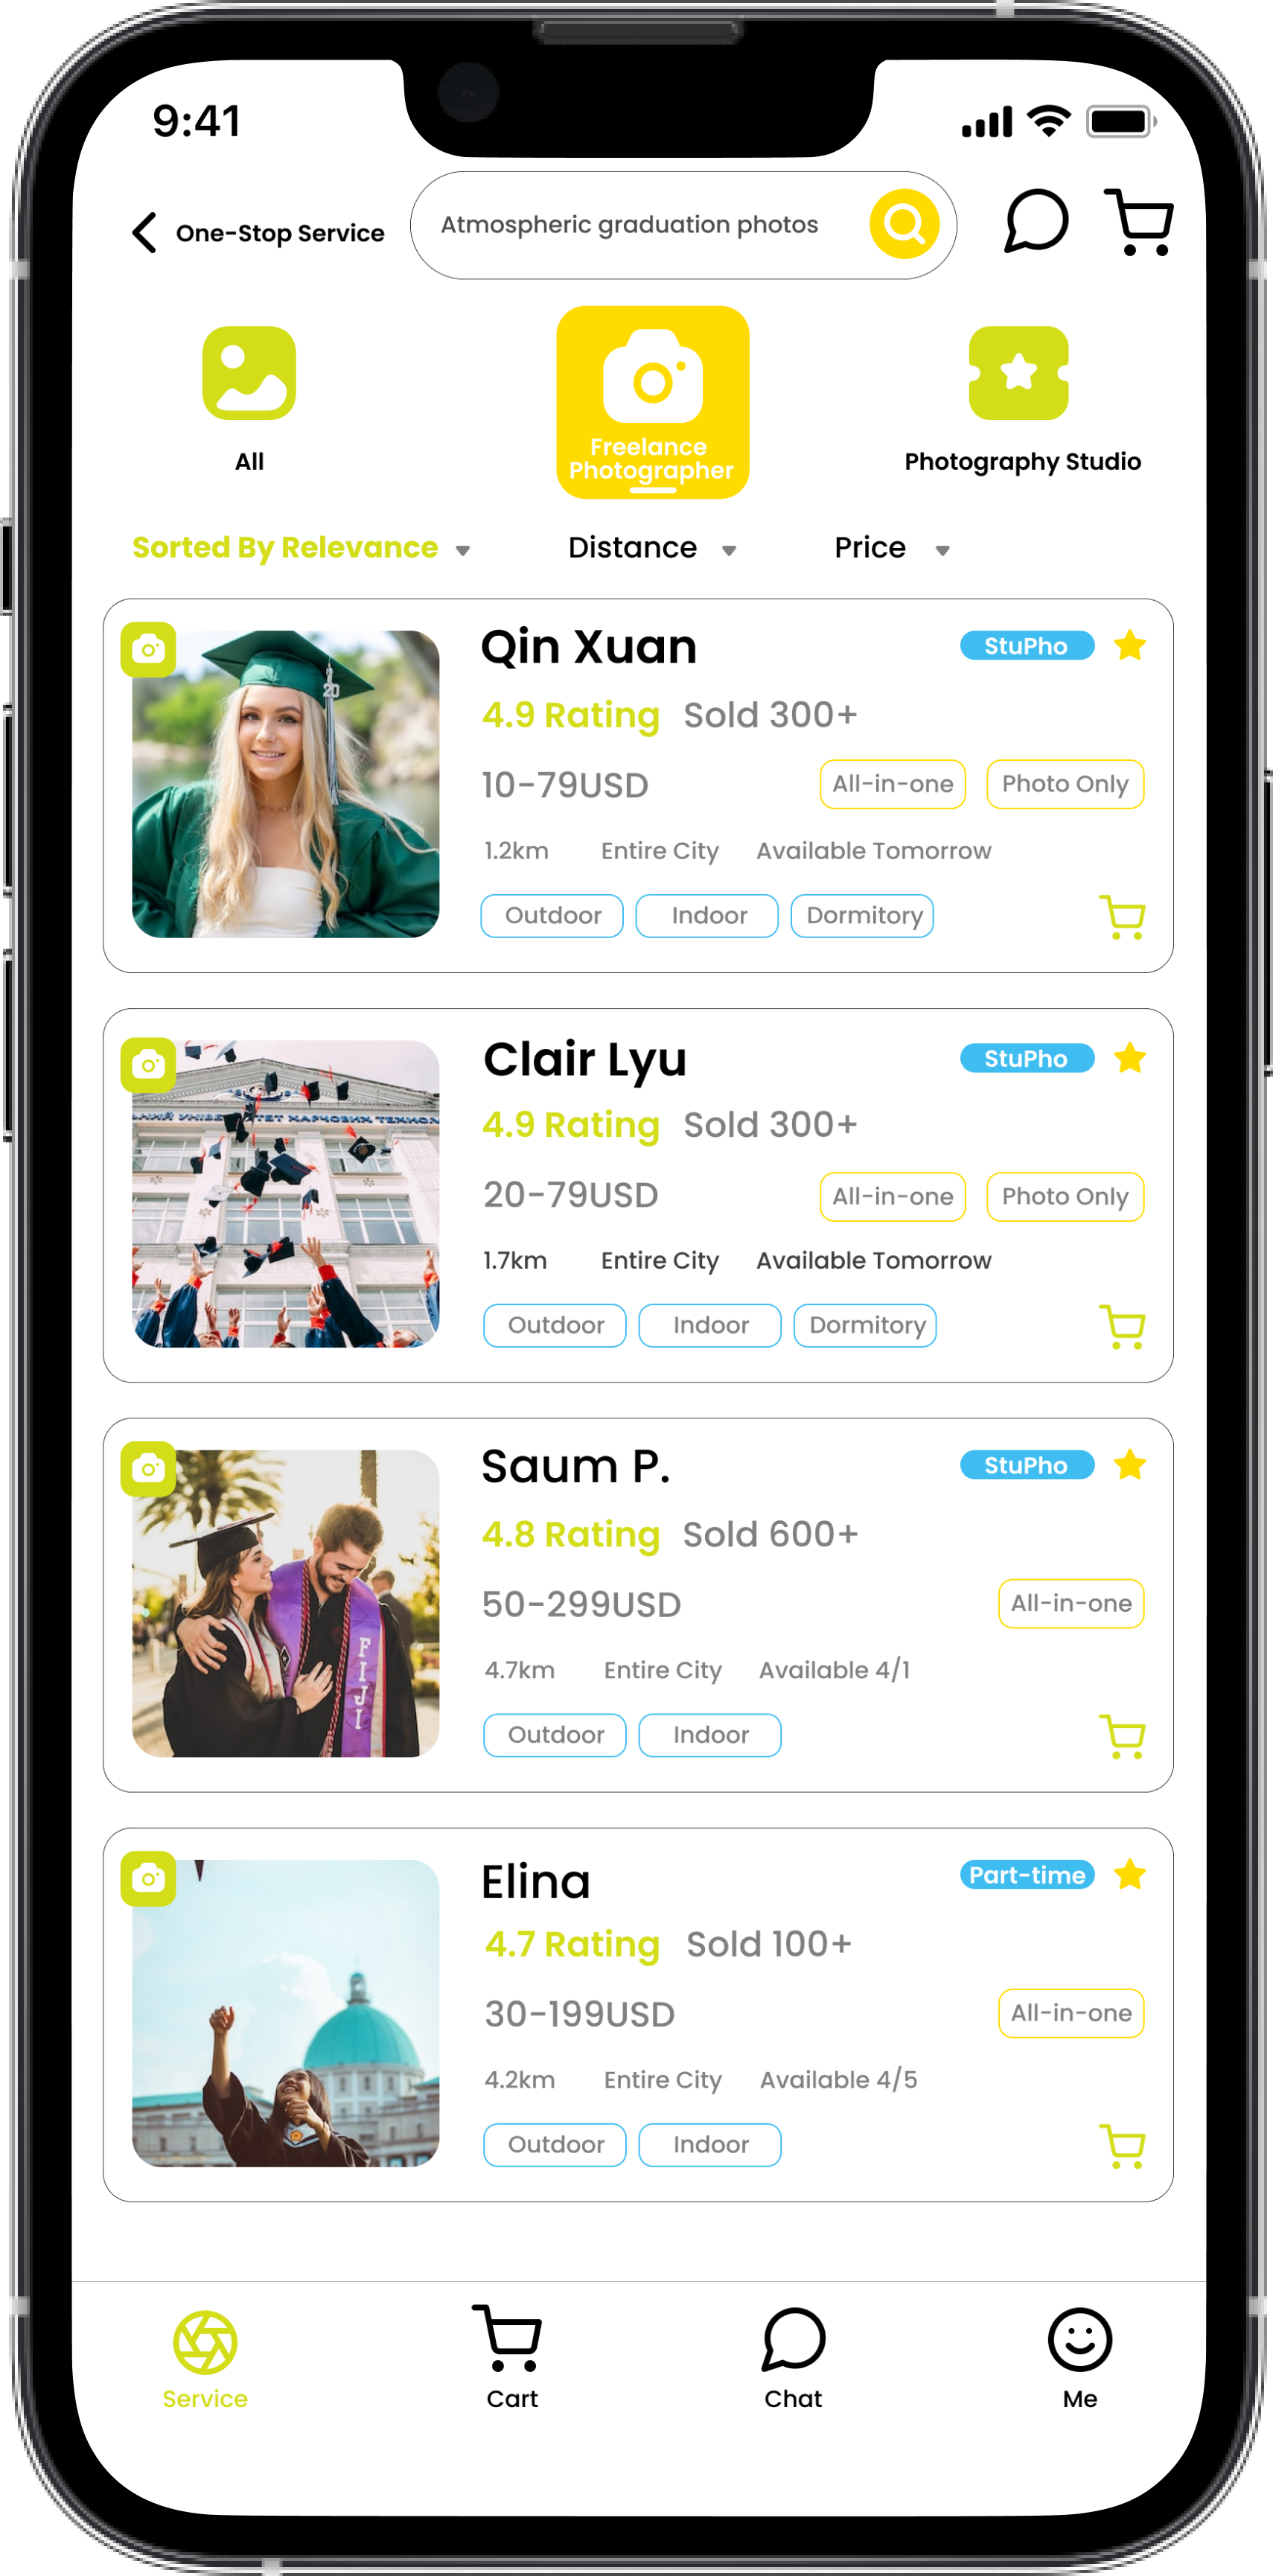 9:41
One-Stop Service
Atmospheric graduation photos
All
Freelance
Photographer
Photography Studio
Sorted By Relevance Distance Price
Qin Xuan StuPho
20
4.9 Rating Sold 300+
10-79USD All-in-one Photo Only
1.2km Entire City Available Tomorrow
Outdoor Indoor Dormitory
Clair Lyu StuPho
4.9 Rating Sold 300+
ХАРЧОВИХ
20-79USD All-in-one Photo Only
1.7km Entire City Available Tomorrow
Outdoor Indoor Dormitory
Saum P. StuPho
4.8 Rating Sold 600+
50-299USD All-in-one
FIJI
4.7km Entire City Available 4/1
Outdoor Indoor
Elina Part-time
4.7 Rating Sold 100+
30-199USD All-in-one
4.2km Entire City Available 4/5
Outdoor Indoor
Service Cart Chat Me